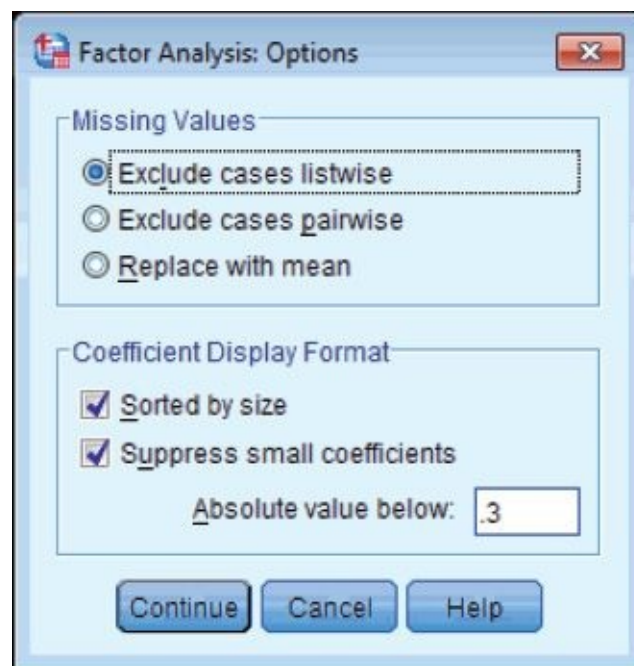 Factor Analysis: Options
Missing Values
Exclude cases listwise
Exclude cases pairwise
Replace with mean
Coefficient Display Format
Sorted by size
Suppress small coefficients
Absolute value below: .3
Continue Cancel Help